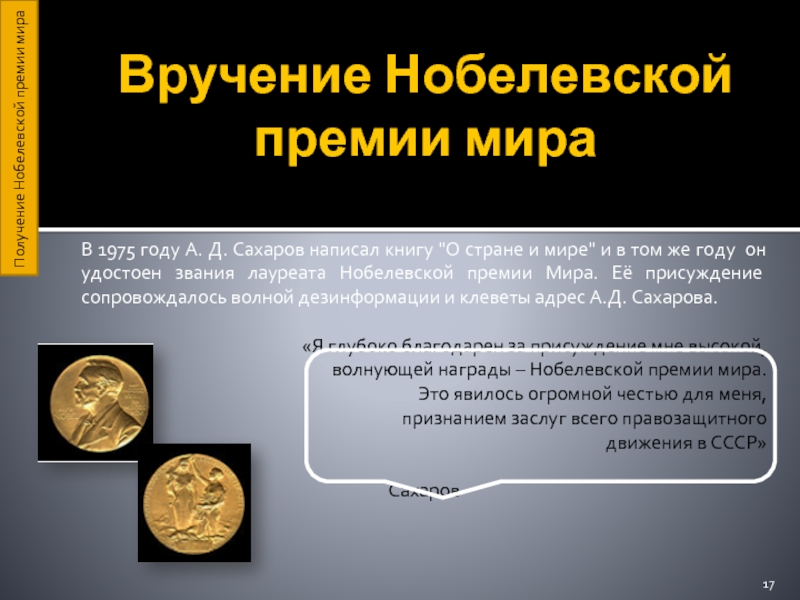 Получение Нобелевской премии мира
Вручение Нобелевской
премии мира
В 1975 году А. Д. Сахаров написал книгу "О стране и мире" и в том же году он
удостоен звания лауреата Нобелевской премии Мира. Её присуждение
сопровождалось волной дезинформации и клеветы адрес А.Д. Сахарова.
«Я глубоко благодарен за присуждение мне высокой,
волнующей награды – Нобелевской премии мира.
Это явилось огромной честью для меня,
признанием заслуг всего правозащитного
движения в СССР»
Сахаров
17